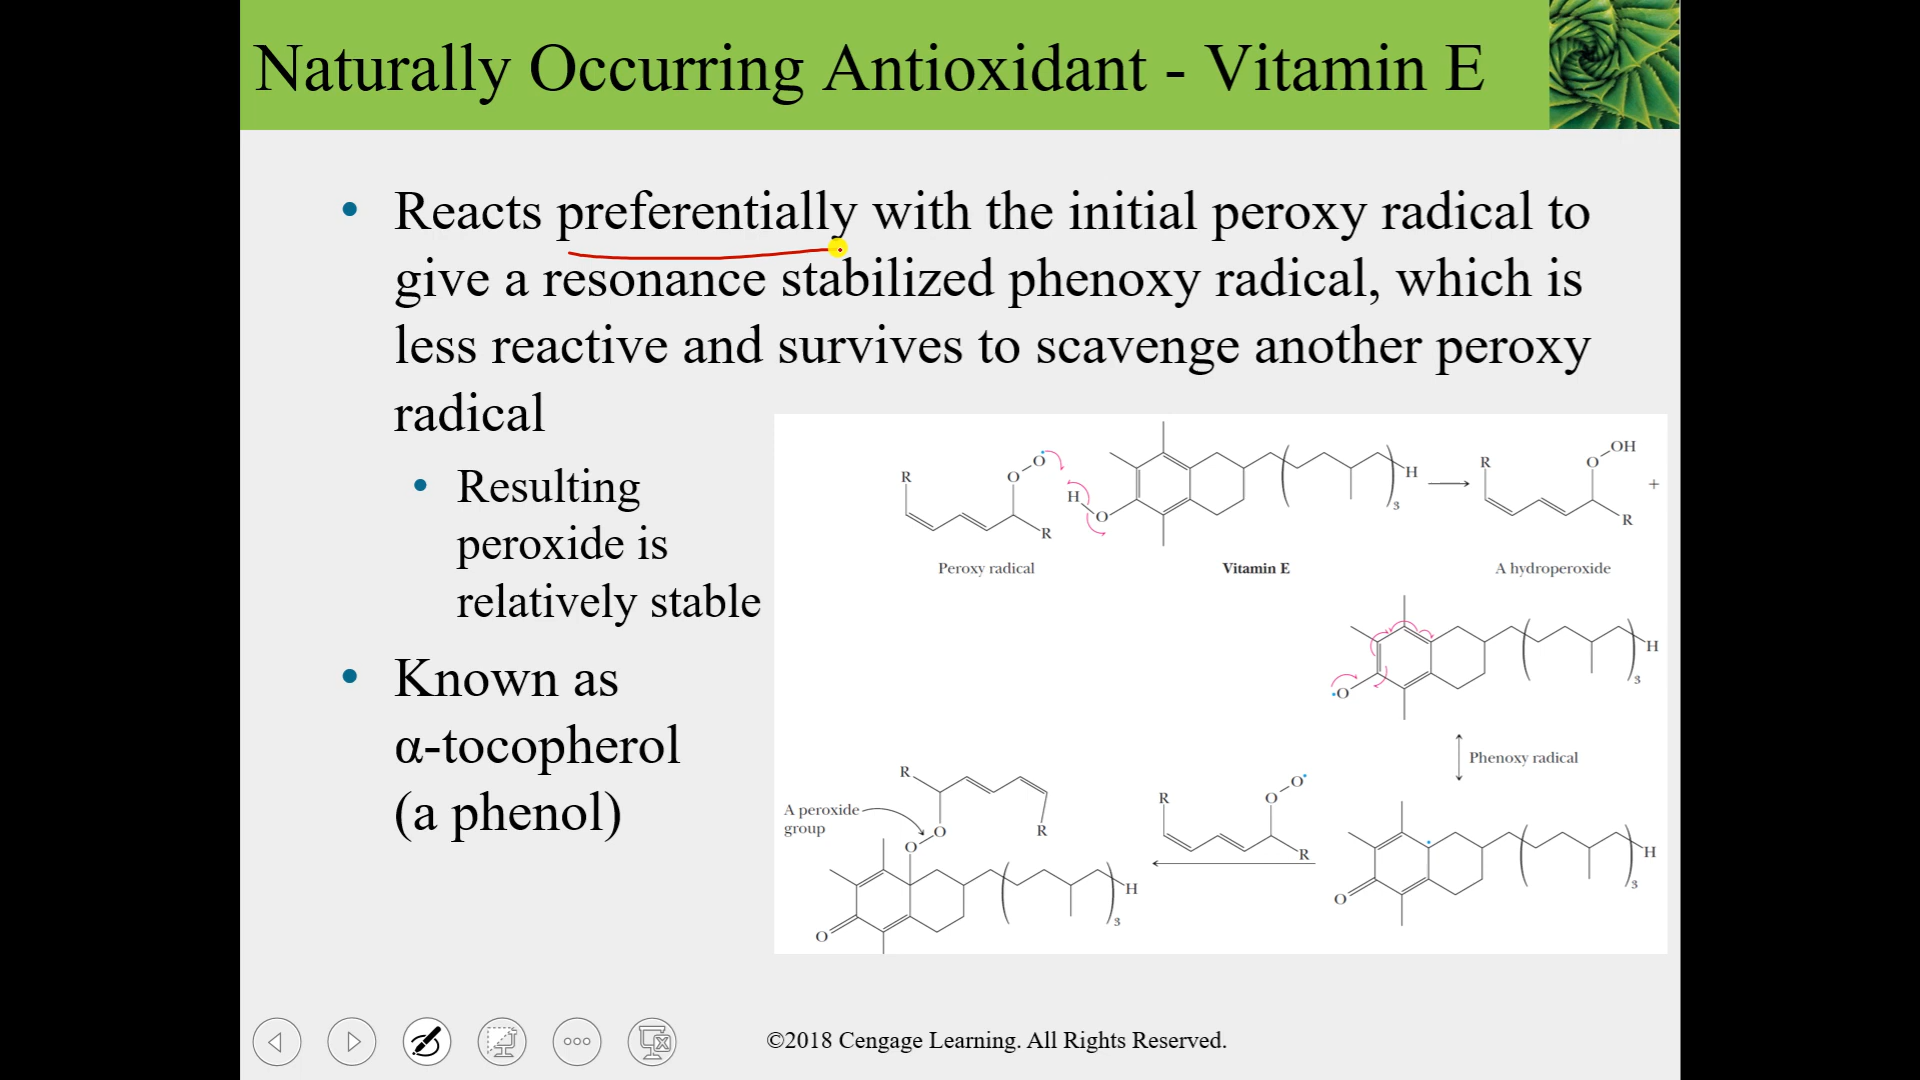 Naturally Occurring Antioxidant - Vitamin E
• Reacts preferentially with the initial peroxy radical to
give a resonance stabilized phenoxy radical, which is
less reactive and survives to scavenge another peroxy
radical
• Resulting
peroxide is
relatively stable
• Known as
α-tocopherol
(a phenol)
R O O• R
H O H 3
R O OH R +
Peroxy radical
Vitamin E
A hydroperoxide
•O H 3
Phenoxy radical
O H 3
R O O• R
R R
A peroxide
group
O O
O H 3
©2018 Cengage Learning. All Rights Reserved.